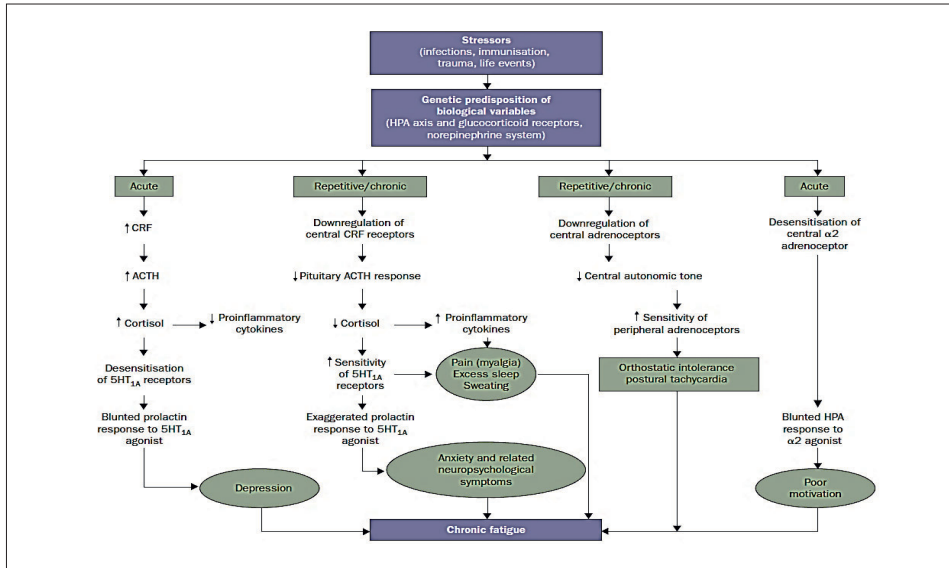 Stressors
(infections, immunisation,
trauma, life events)
Genetic predisposition of
biological variables
(HPA axis and glucocorticoid receptors,
norepinephrine system)
Acute
↑ CRF
↑ ACTH
↑ Cortisol
↓ Proinflammatory
cytokines
Desensitisation
of 5HT1A receptors
Blunted prolactin
response to 5HT1A
agonist
Depression
Repetitive/chronic
Downregulation of
central CRF receptors
↓ Pituitary ACTH response
↓ Cortisol
↑ Proinflammatory
cytokines
↑ Sensitivity
of 5HT1A
receptors
Pain (myalgia)
Excess sleep
Sweating
Exaggerated prolactin
response to 5HT1A
agonist
Anxiety and related
neuropsychological
symptoms
Repetitive/chronic
Downregulation of
central adrenoceptors
↓ Central autonomic tone
↑ Sensitivity of
peripheral adrenoceptors
Orthostatic intolerance
postural tachycardia
Acute
Desensitisation of
central α2
adrenoceptor
Blunted HPA
response to
α2 agonist
Poor
motivation
Chronic fatigue